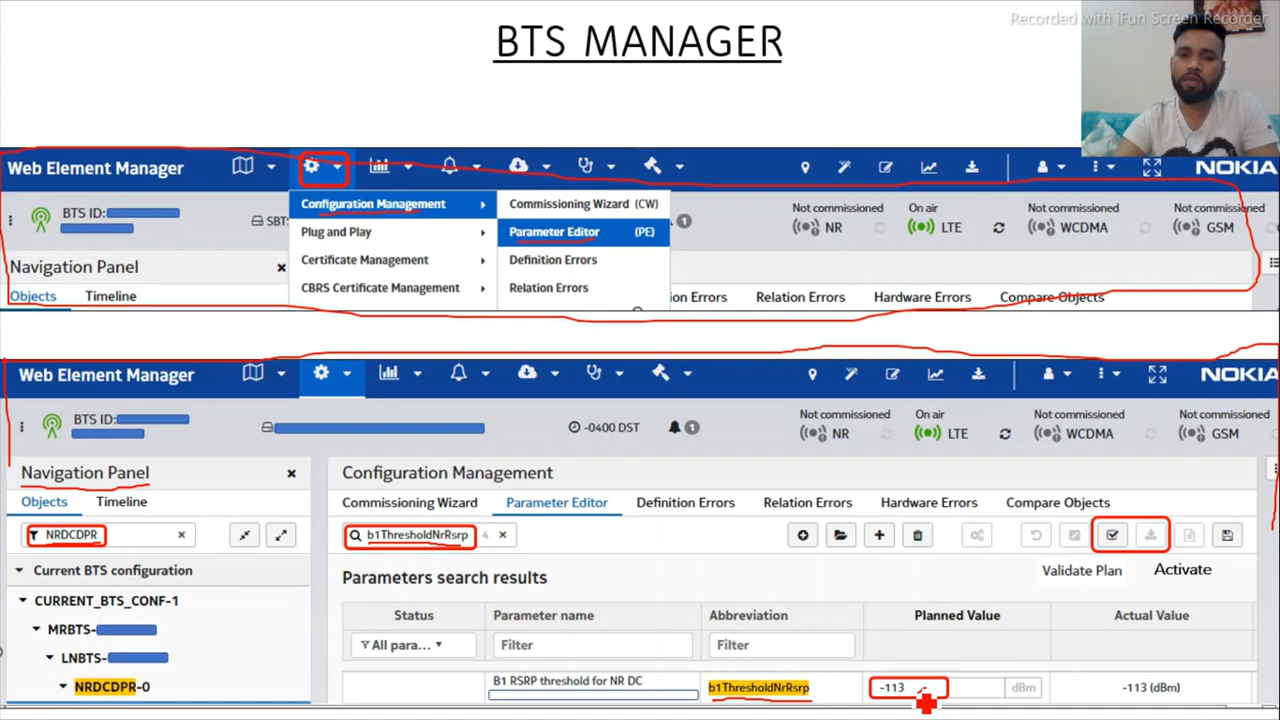 Recorded with iFun Screen Recorder
BTS MANAGER
Web Element Manager
NOKIA
Configuration Management
Commissioning Wizard (CW)
BTS ID:
SBTS
1
Not commissioned
NR
On air
LTE
Not commissioned
WCDMA
Not commissioned
GSM
Plug and Play
Parameter Editor (PE)
Navigation Panel
Certificate Management
Definition Errors
CBRS Certificate Management
Relation Errors
Objects
Timeline
ion Errors
Relation Errors
Hardware Errors
Compare Objects
Web Element Manager
NOKIA
BTS ID:
-0400 DST
1
Not commissioned
NR
On air
LTE
Not commissioned
WCDMA
Not commissioned
GSM
Navigation Panel
Configuration Management
Objects
Timeline
Commissioning Wizard
Parameter Editor
Definition Errors
Relation Errors
Hardware Errors
Compare Objects
NRDCDPR
b1ThresholdNrRsrp 4
Validate Plan
Activate
Current BTS configuration
Parameters search results
CURRENT_BTS_CONF-1
MRBTS-
LNBTS-
NRDCDPR-0
Status
Parameter name
Abbreviation
Planned Value
Actual Value
All para...
Filter
Filter
B1 RSRP threshold for NR DC
b1ThresholdNrRsrp
-113
dBm
-113 (dBm)